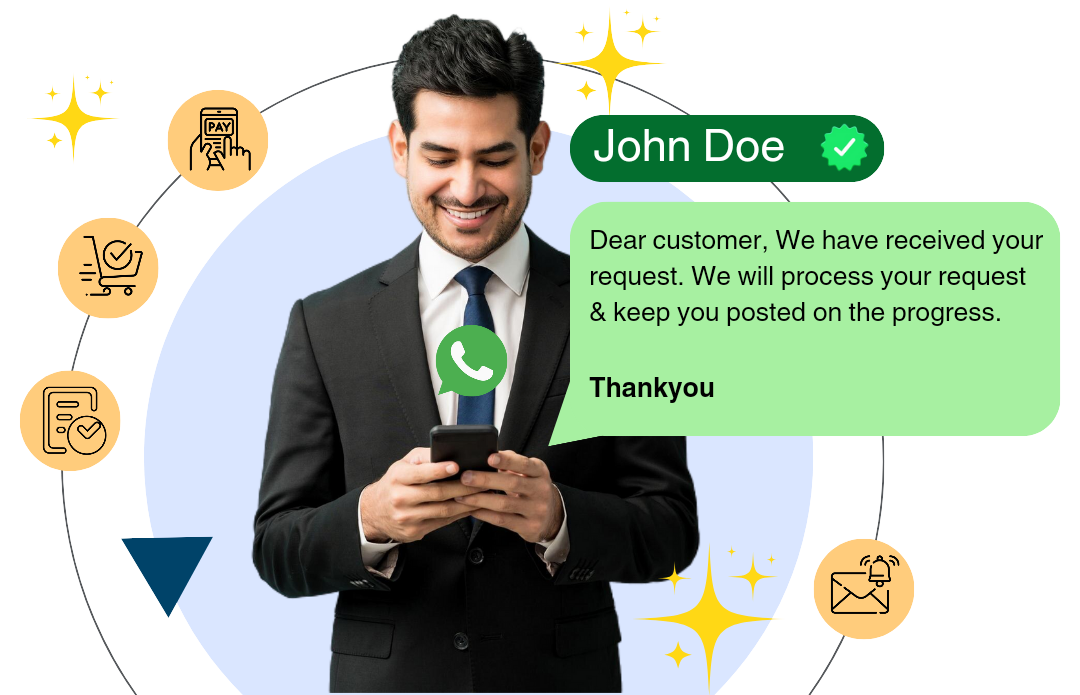 PAY
John Doe
Dear customer, We have received your
request. We will process your request
& keep you posted on the progress.
Thankyou